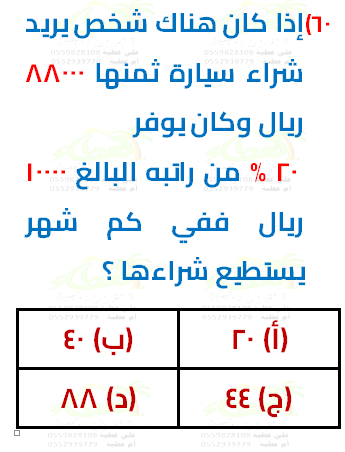 ٦٠) إذا كان هناك شخص يريد
شراء سيارة ثمنها ٨٨٠٠٠
ريال وكان يوفر
٢٠ % من راتبه البالغ ١٠٠٠٠
ريال ففي كم شهر
يستطيع شراءها ؟
(أ) ٢٠ (ب) ٤٠
(ج) ٤٤ (د) ٨٨